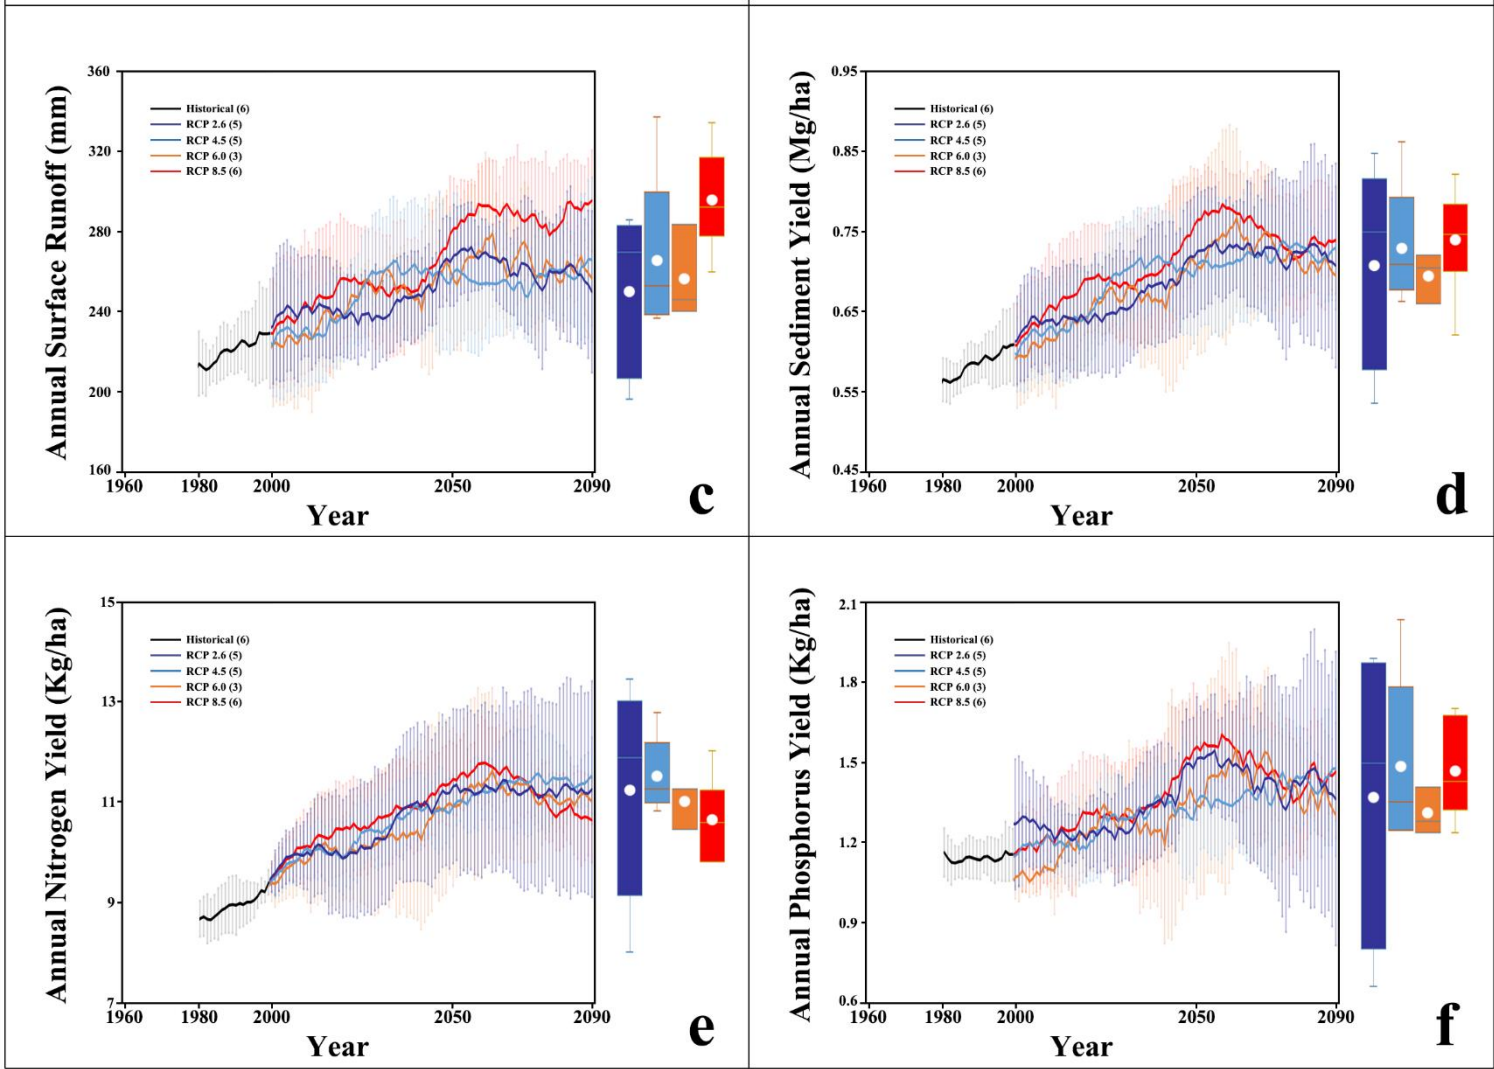 Annual Surface Runoff (mm)
360
320
280
240
200
160
Historical (6)
RCP 2.6 (5)
RCP 4.5 (5)
RCP 6.0 (3)
RCP 8.5 (6)
1960 1980 2000 2050 2090
Year
c
Annual Sediment Yield (Mg/ha)
0.95
0.85
0.75
0.65
0.55
0.45
Historical (6)
RCP 2.6 (5)
RCP 4.5 (5)
RCP 6.0 (3)
RCP 8.5 (6)
1960 1980 2000 2050 2090
Year
d
Annual Nitrogen Yield (Kg/ha)
15
13
11
9
7
Historical (6)
RCP 2.6 (5)
RCP 4.5 (5)
RCP 6.0 (3)
RCP 8.5 (6)
1960 1980 2000 2050 2090
Year
e
Annual Phosphorus Yield (Kg/ha)
2.1
1.8
1.5
1.2
0.9
0.6
Historical (6)
RCP 2.6 (5)
RCP 4.5 (5)
RCP 6.0 (3)
RCP 8.5 (6)
1960 1980 2000 2050 2090
Year
f